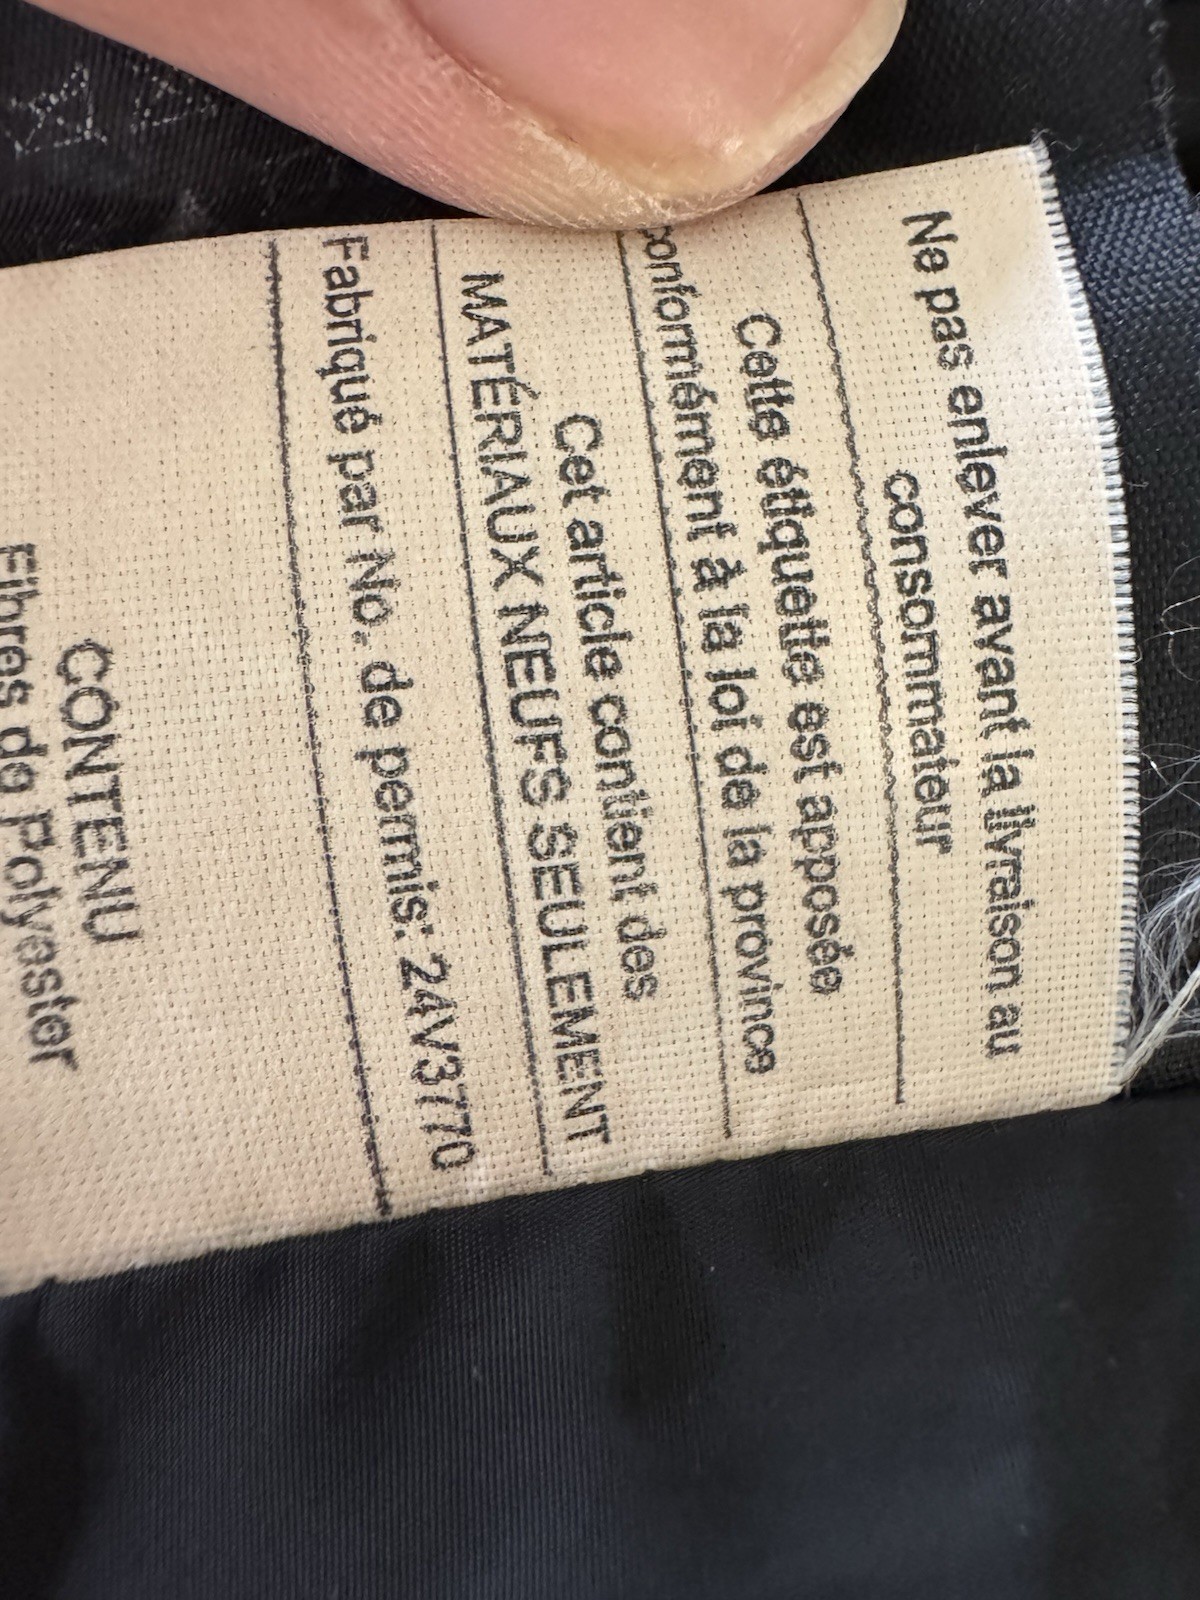 Ne pas enlever avant la livraison au
consommateur
Cette étiquette est apposée
conformément à la loi de la province
Cet article contient des
MATÉRIAUX NEUFS SEULEMENT
Fabriqué par No. de permis: 24V3770
CONTENU
Fibres de Polyester